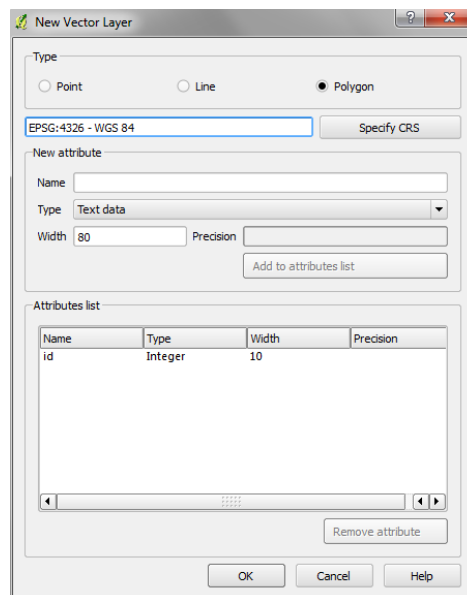 New Vector Layer
Type
Point Line Polygon
EPSG:4326 - WGS 84 Specify CRS
New attribute
Name
Type Text data
Width 80 Precision
Add to attributes list
Attributes list
Name Type Width Precision
id Integer 10
Remove attribute
OK Cancel Help